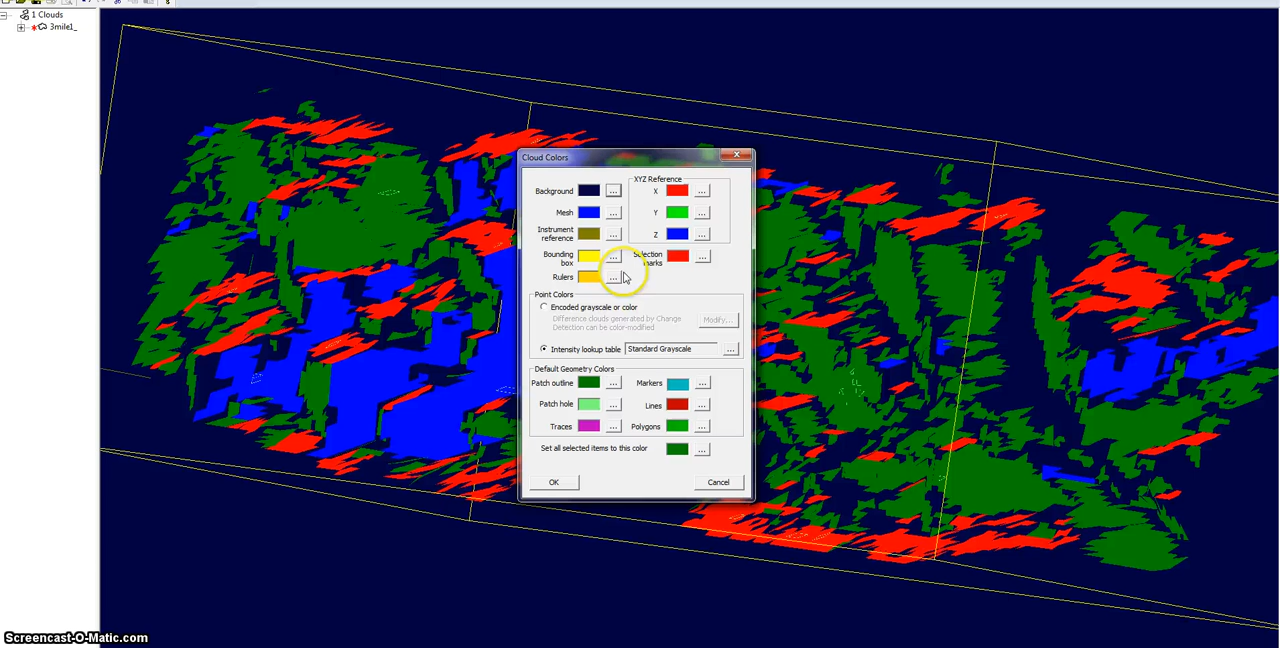 1 Clouds
3mile1_
Cloud Colors
Background ...
Mesh ...
Instrument
reference ...
Bounding
box ...
Rulers ...
XYZ Reference
X ...
Y ...
Z ...
Selection
marks ...
Point Colors
Encoded grayscale or color
Difference clouds generated by Change
Detection can be color-modified
Modify...
Intensity lookup table Standard Grayscale ...
Default Geometry Colors
Patch outline ... Markers ...
Patch hole ... Lines ...
Traces ... Polygons ...
Set all selected items to this color ...
OK Cancel
Screencast-O-Matic.com